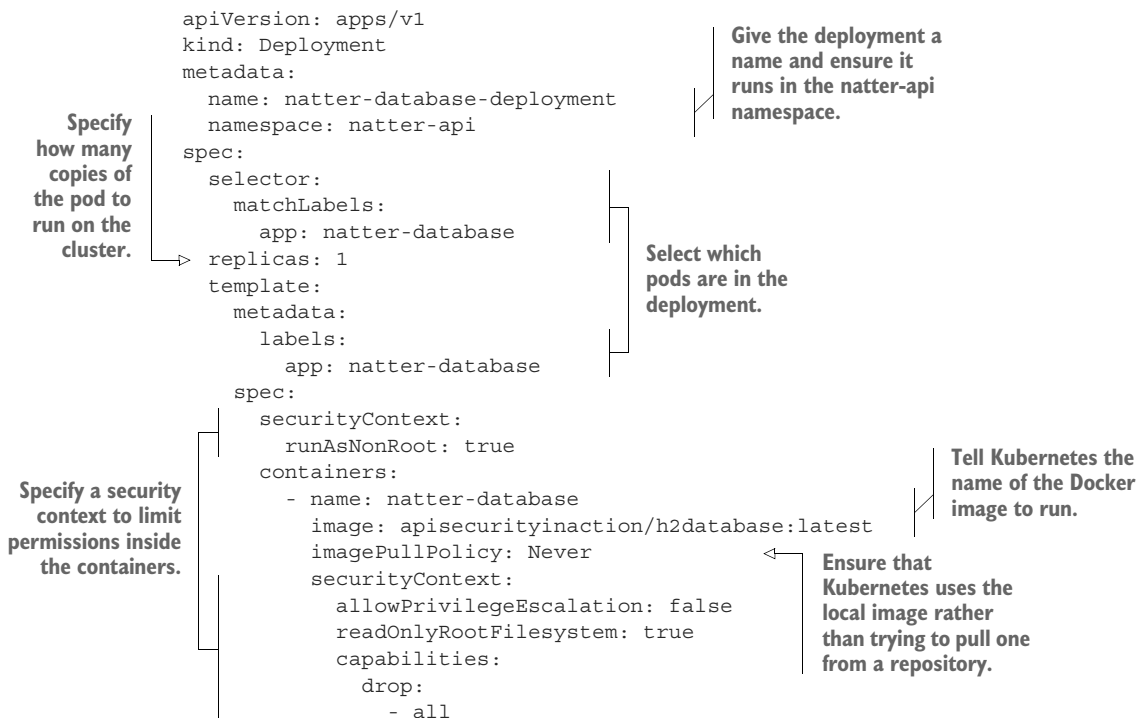 apiVersion: apps/v1
kind: Deployment
metadata:
  name: natter-database-deployment
  namespace: natter-api
Give the deployment a
name and ensure it
runs in the natter-api
namespace.
Specify
how many
copies of
the pod to
run on the
cluster.
spec:
  selector:
    matchLabels:
      app: natter-database
  replicas: 1
  template:
    metadata:
      labels:
        app: natter-database
Select which
pods are in the
deployment.
    spec:
      securityContext:
        runAsNonRoot: true
      containers:
        - name: natter-database
          image: apisecurityinaction/h2database:latest
          imagePullPolicy: Never
          securityContext:
            allowPrivilegeEscalation: false
            readOnlyRootFilesystem: true
            capabilities:
              drop:
                - all
Specify a security
context to limit
permissions inside
the containers.
Tell Kubernetes the
name of the Docker
image to run.
Ensure that
Kubernetes uses the
local image rather
than trying to pull one
from a repository.